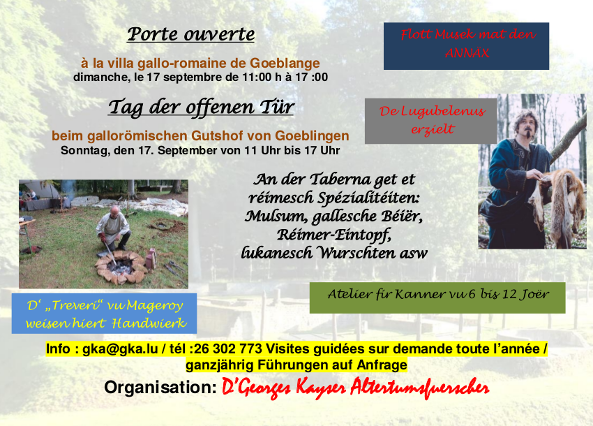 Porte ouverte
à la villa gallo-romaine de Goeblange
dimanche, le 17 septembre de 11:00 h à 17 :00
Tag der offenen Tür
beim gallorömischen Gutshof von Goeblingen
Sonntag, den 17. September von 11 Uhr bis 17 Uhr
Flott Musek mat den
ANNAX
De Lugubelenus
erzielt
An der Taberna get et
réimesch Spézialitéiten:
Mulsum, gallesche Béiër,
Réimer-Eintopf,
lukanesch Wurschten asw
D' „Treveri“ vu Mageroy
weisen hiert Handwierk
Atelier fir Kanner vu 6 bis 12 Joër
Info : gka@gka.lu / tél :26 302 773 Visites guidées sur demande toute l'année /
ganzjährig Führungen auf Anfrage
Organisation: D'Georges Kayser Altertumsfuerscher